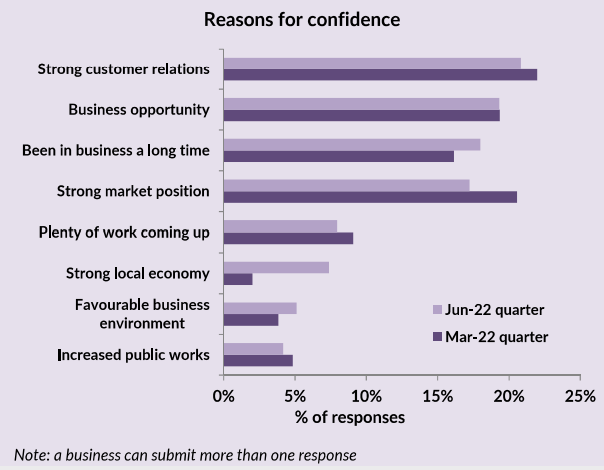 Reasons for confidence
Strong customer relations
Business opportunity
Been in business a long time
Strong market position
Plenty of work coming up
Strong local economy
Favourable business
environment
Increased public works
Jun-22 quarter
Mar-22 quarter
0% 5% 10% 15% 20% 25%
% of responses
Note: a business can submit more than one response